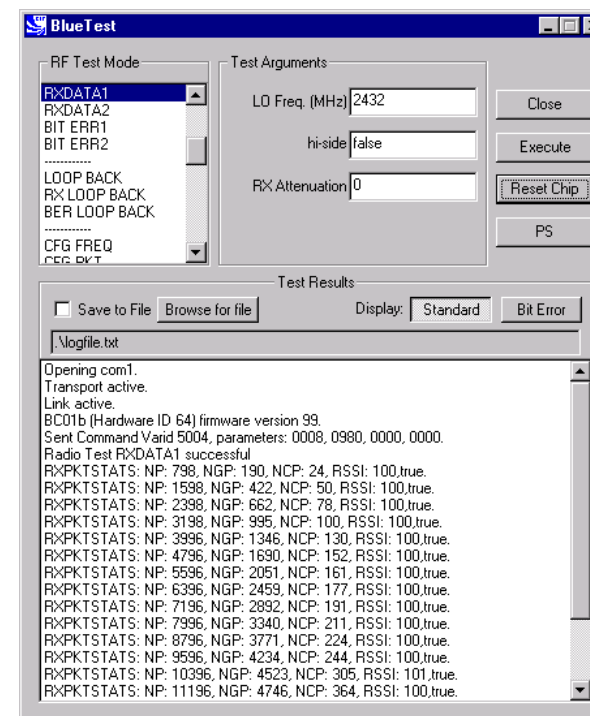 BlueTest
RF Test Mode
RXDATA1
RXDATA2
BIT ERR1
BIT ERR2
------------
LOOP BACK
RX LOOP BACK
BER LOOP BACK
------------
CFG FREQ
CFG PKT
Test Arguments
LO Freq. (MHz) 2432
hi-side false
RX Attenuation 0
Close
Execute
Reset Chip
PS
Test Results
Save to File Browse for file Display: Standard Bit Error
.\logfile.txt
Opening com1.
Transport active.
Link active.
BC01b (Hardware ID 64) firmware version 99.
Sent Command Varid 5004, parameters: 0008, 0980, 0000, 0000.
Radio Test RXDATA1 successful
RXPKTSTATS: NP: 798, NGP: 190, NCP: 24, RSSI: 100,true.
RXPKTSTATS: NP: 1598, NGP: 422, NCP: 50, RSSI: 100,true.
RXPKTSTATS: NP: 2398, NGP: 662, NCP: 78, RSSI: 100,true.
RXPKTSTATS: NP: 3198, NGP: 995, NCP: 100, RSSI: 100,true.
RXPKTSTATS: NP: 3996, NGP: 1346, NCP: 130, RSSI: 100,true.
RXPKTSTATS: NP: 4796, NGP: 1690, NCP: 152, RSSI: 100,true.
RXPKTSTATS: NP: 5596, NGP: 2051, NCP: 161, RSSI: 100,true.
RXPKTSTATS: NP: 6396, NGP: 2459, NCP: 177, RSSI: 100,true.
RXPKTSTATS: NP: 7196, NGP: 2892, NCP: 191, RSSI: 100,true.
RXPKTSTATS: NP: 7996, NGP: 3340, NCP: 211, RSSI: 100,true.
RXPKTSTATS: NP: 8796, NGP: 3771, NCP: 224, RSSI: 100,true.
RXPKTSTATS: NP: 9596, NGP: 4234, NCP: 244, RSSI: 100,true.
RXPKTSTATS: NP: 10396, NGP: 4523, NCP: 305, RSSI: 101,true.
RXPKTSTATS: NP: 11196, NGP: 4746, NCP: 364, RSSI: 100,true.